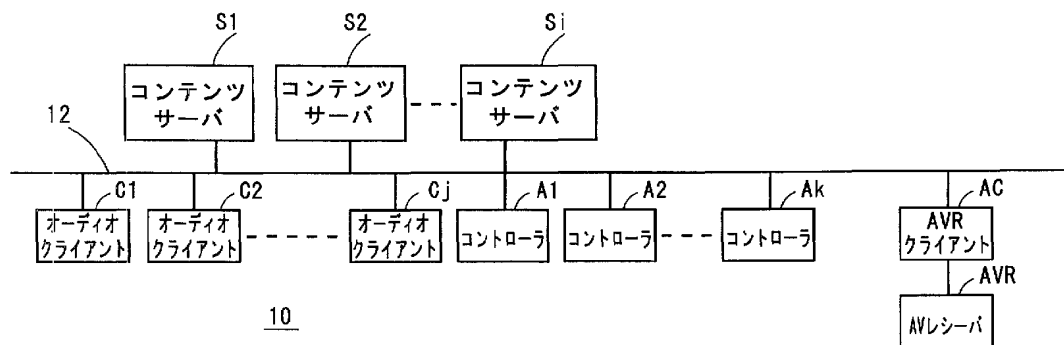 S1
S2
Si
コンテンツ
サーバ
コンテンツ
サーバ
コンテンツ
サーバ
12
C1
C2
Cj
A1
A2
Ak
AC
オーディオ
クライアント
オーディオ
クライアント
オーディオ
クライアント
コントローラ
コントローラ
コントローラ
AVR
クライアント
AVR
AVレシーバ
10